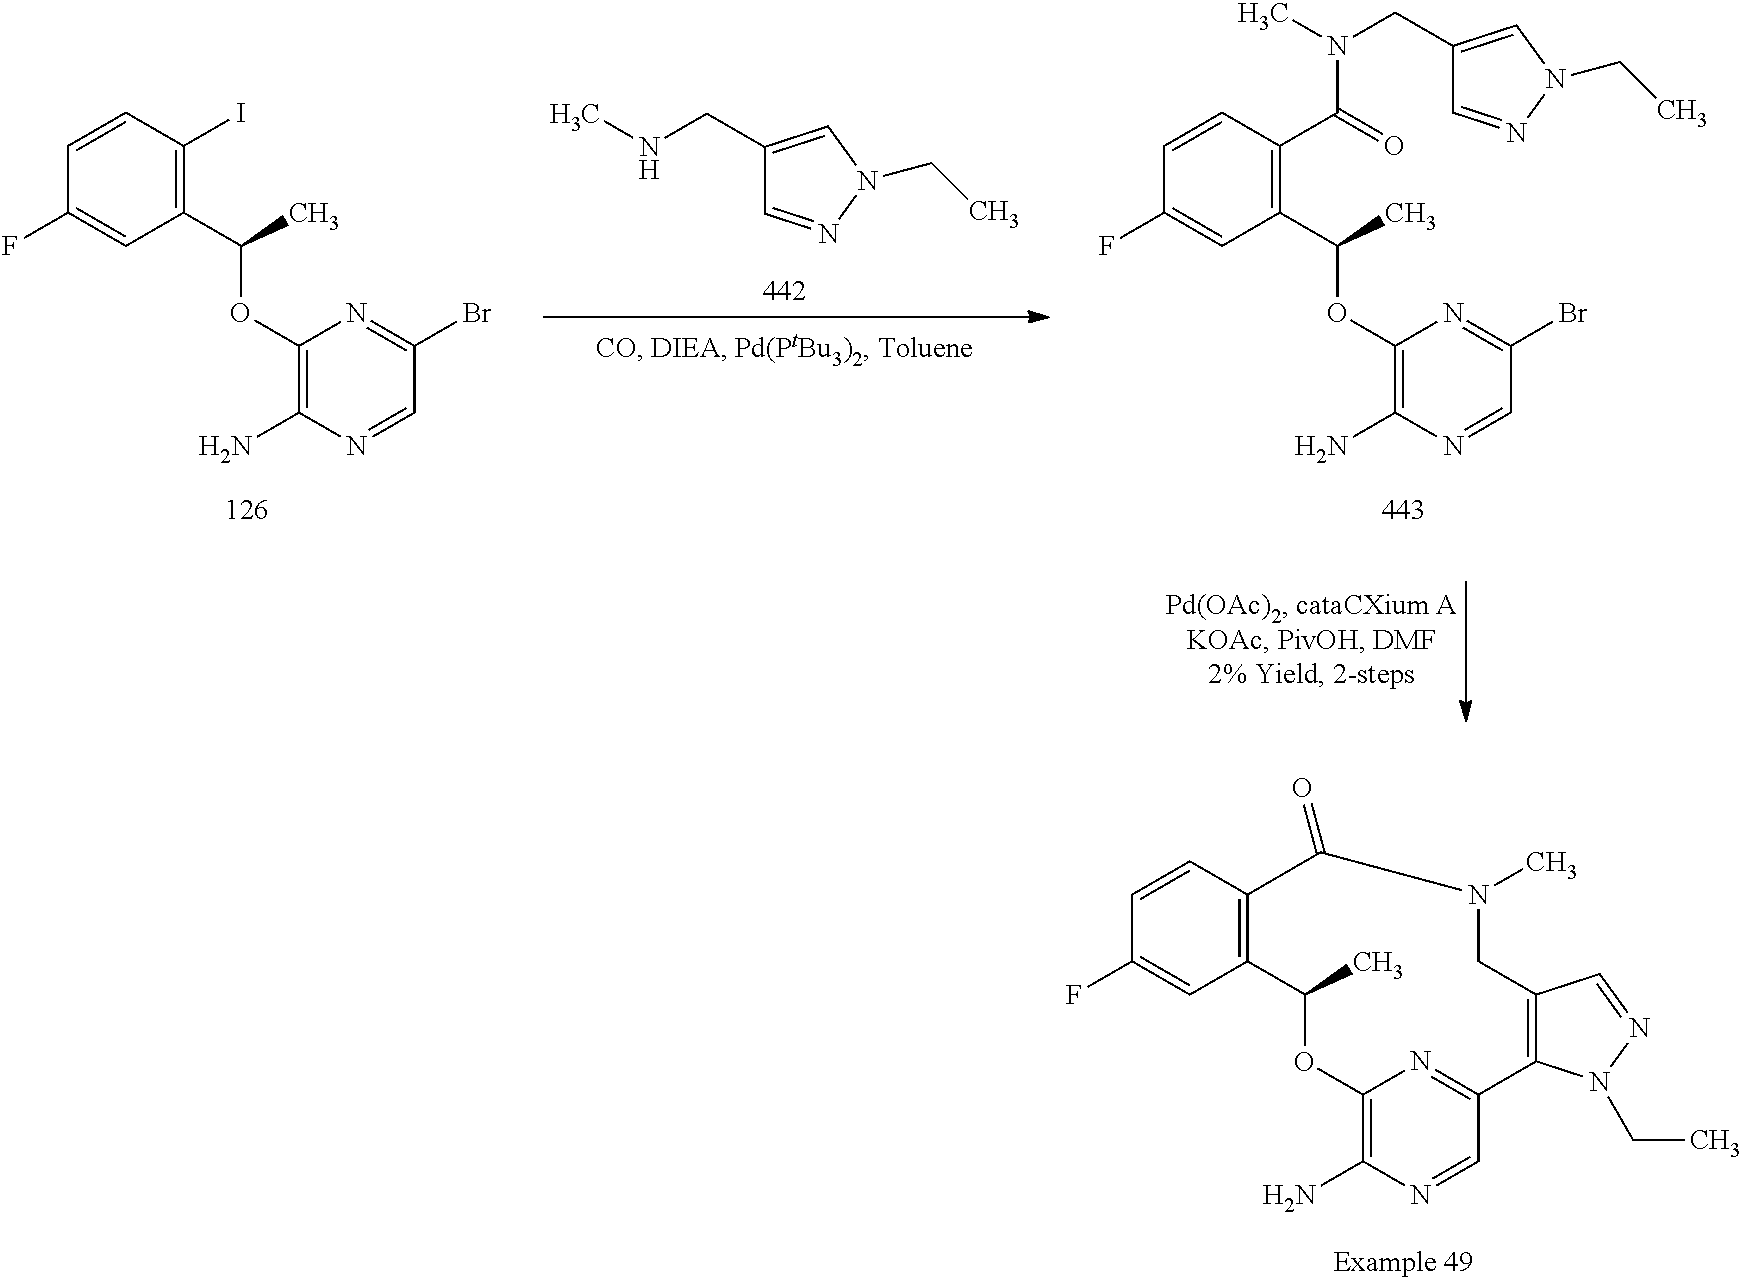 I
F
CH3
O
N
Br
H2N
N
126
H3C
N
H
N
N
CH3
442
CO, DIEA, Pd(PtBu3)2, Toluene
H3C
N
N
CH3
N
O
F
CH3
O
N
Br
H2N
N
443
Pd(OAc)2, cataCXium A
KOAc, PivOH, DMF
2% Yield, 2-steps
O
N
CH3
F
CH3
N
O
N
N
CH3
H2N
N
Example 49